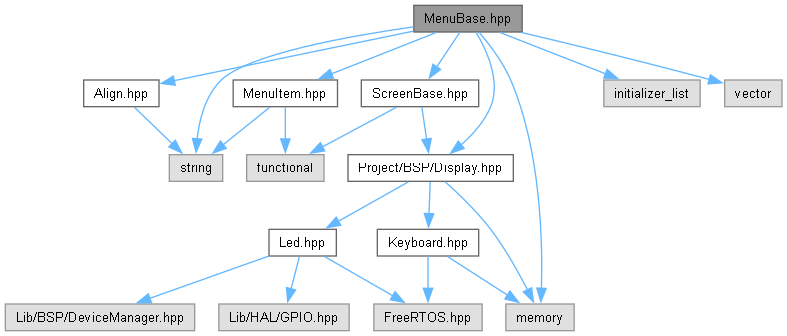 MenuBase.hpp
Align.hpp
MenuItem.hpp
ScreenBase.hpp
initializer_list
vector
string
functional
Project/BSP/Display.hpp
Led.hpp
Keyboard.hpp
Lib/BSP/DeviceManager.hpp
Lib/HAL/GPIO.hpp
FreeRTOS.hpp
memory